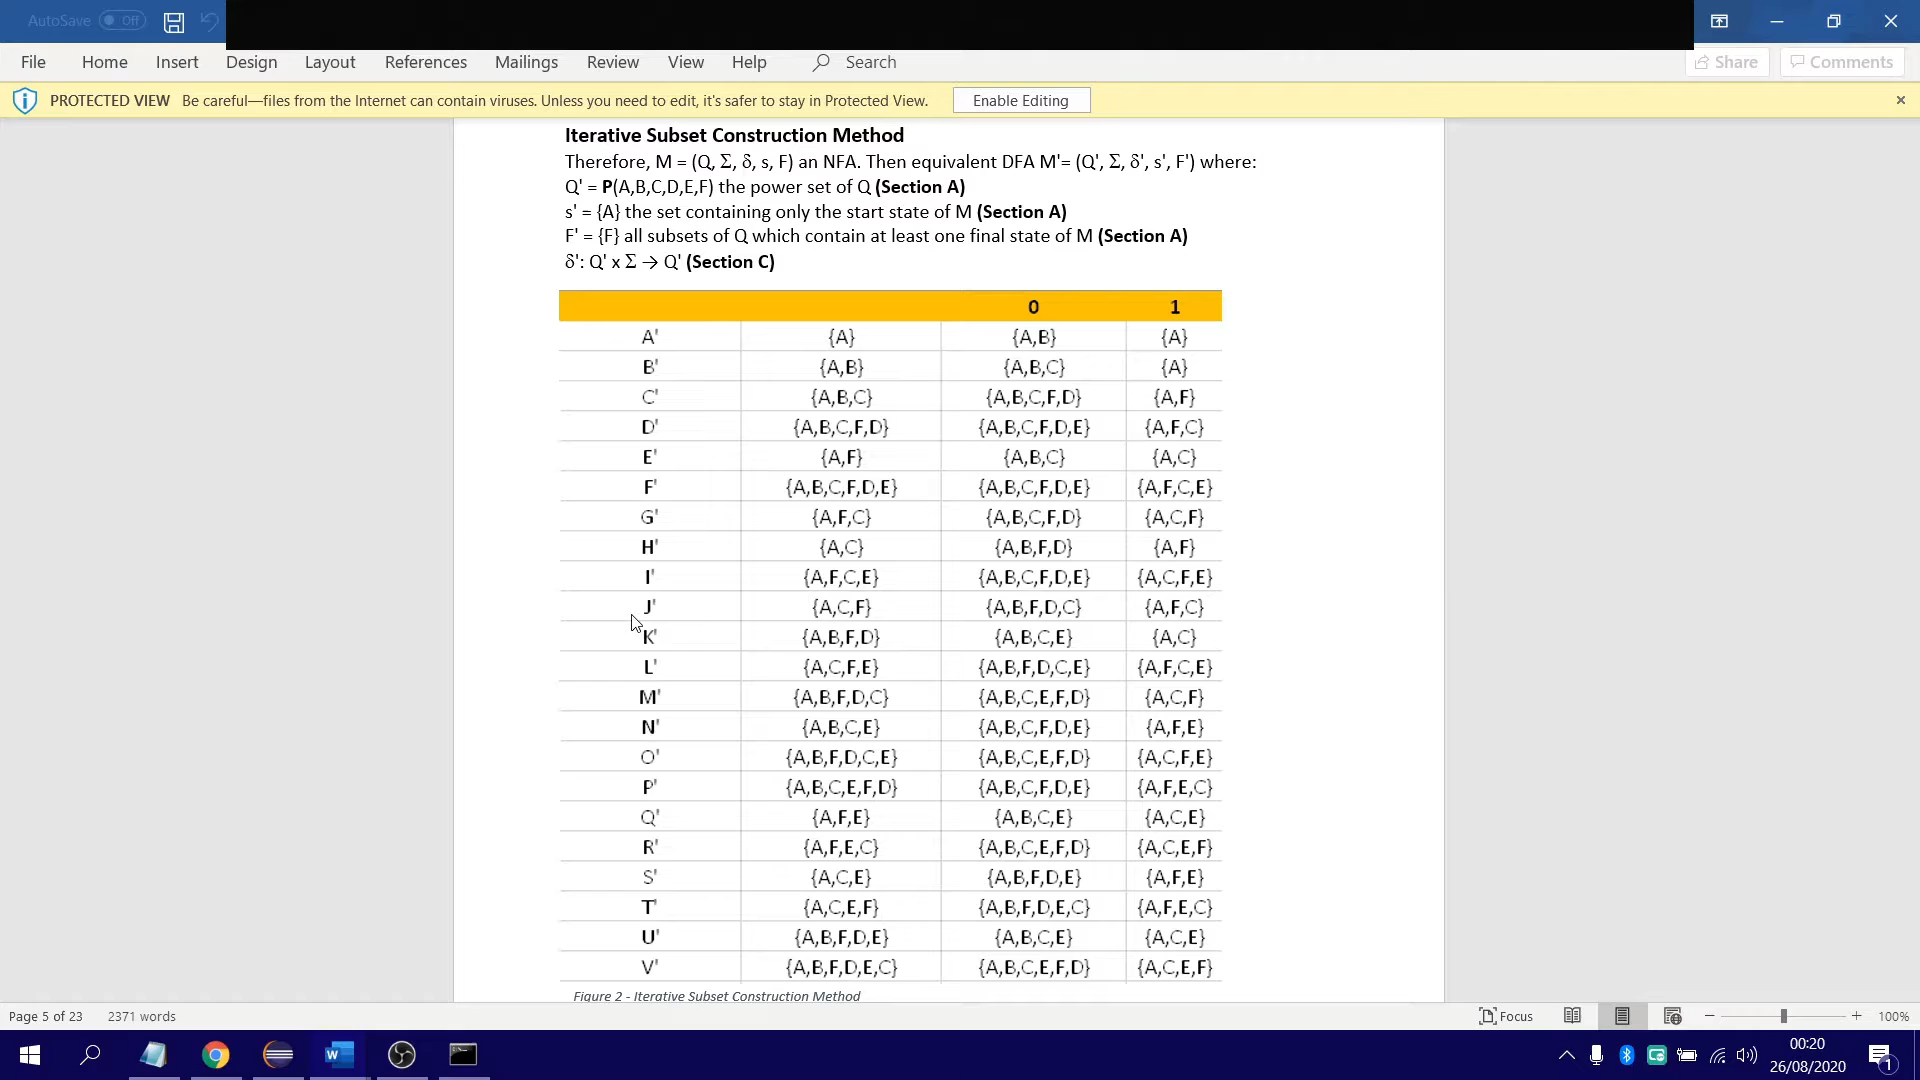 AutoSave Off
File Home Insert Design Layout References Mailings Review View Help Search Share Comments
PROTECTED VIEW Be careful—files from the Internet can contain viruses. Unless you need to edit, it's safer to stay in Protected View. Enable Editing
Iterative Subset Construction Method
Therefore, M = (Q, Σ, δ, s, F) an NFA. Then equivalent DFA M'= (Q', Σ, δ', s', F') where:
Q' = P(A,B,C,D,E,F) the power set of Q (Section A)
s' = {A} the set containing only the start state of M (Section A)
F' = {F} all subsets of Q which contain at least one final state of M (Section A)
δ': Q' x Σ → Q' (Section C)
0 1
A' {A} {A,B} {A}
B' {A,B} {A,B,C} {A}
C' {A,B,C} {A,B,C,F,D} {A,F}
D' {A,B,C,F,D} {A,B,C,F,D,E} {A,F,C}
E' {A,F} {A,B,C} {A,C}
F' {A,B,C,F,D,E} {A,B,C,F,D,E} {A,F,C,E}
G' {A,F,C} {A,B,C,F,D} {A,C,F}
H' {A,C} {A,B,F,D} {A,F}
I' {A,F,C,E} {A,B,C,F,D,E} {A,C,F,E}
J' {A,C,F} {A,B,F,D,C} {A,F,C}
K' {A,B,F,D} {A,B,C,E} {A,C}
L' {A,C,F,E} {A,B,F,D,C,E} {A,F,C,E}
M' {A,B,F,D,C} {A,B,C,E,F,D} {A,C,F}
N' {A,B,C,E} {A,B,C,F,D,E} {A,F,E}
O' {A,B,F,D,C,E} {A,B,C,E,F,D} {A,C,F,E}
P' {A,B,C,E,F,D} {A,B,C,F,D,E} {A,F,E,C}
Q' {A,F,E} {A,B,C,E} {A,C,E}
R' {A,F,E,C} {A,B,C,E,F,D} {A,C,E,F}
S' {A,C,E} {A,B,F,D,E} {A,F,E}
T' {A,C,E,F} {A,B,F,D,E,C} {A,F,E,C}
U' {A,B,F,D,E} {A,B,C,E} {A,C,E}
V' {A,B,F,D,E,C} {A,B,C,E,F,D} {A,C,E,F}
Figure 2 - Iterative Subset Construction Method
Page 5 of 23 2371 words Focus 100%
00:20
26/08/2020
1